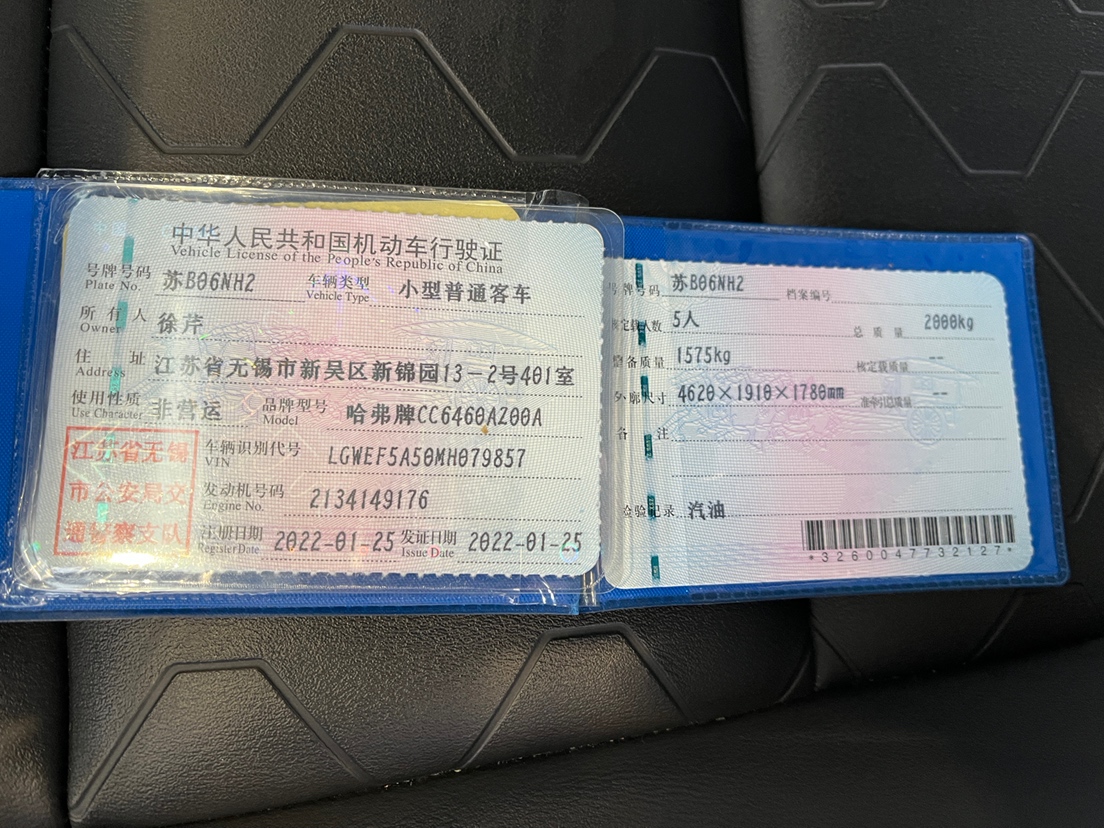 中华人民共和国机动车行驶证
Vehicle License of the People's Republic of China
号牌号码 苏B06NH2 车辆类型 小型普通客车
Plate No. Vehicle Type
所有人 徐芹
Owner
住址 江苏省无锡市新吴区新锦园13-2号401室
Address
使用性质 非营运 品牌型号 哈弗牌CC6460AZ00A
Use Character Model
江苏省无锡
市公安局交
通警察支队
车辆识别代号 LGWEF5A50MH079857
VIN
发动机号码 2134149176
Engine No.
注册日期 2022-01-25 发证日期 2022-01-25
Register Date Issue Date
号牌号码 苏B06NH2 档案编号
核定载人数 5人 总质量 2000kg
整备质量 1575kg 核定载质量 --
外廓尺寸 4620×1910×1780mm 准牵引总质量 --
备注
检验记录 汽油
*3260047732127*